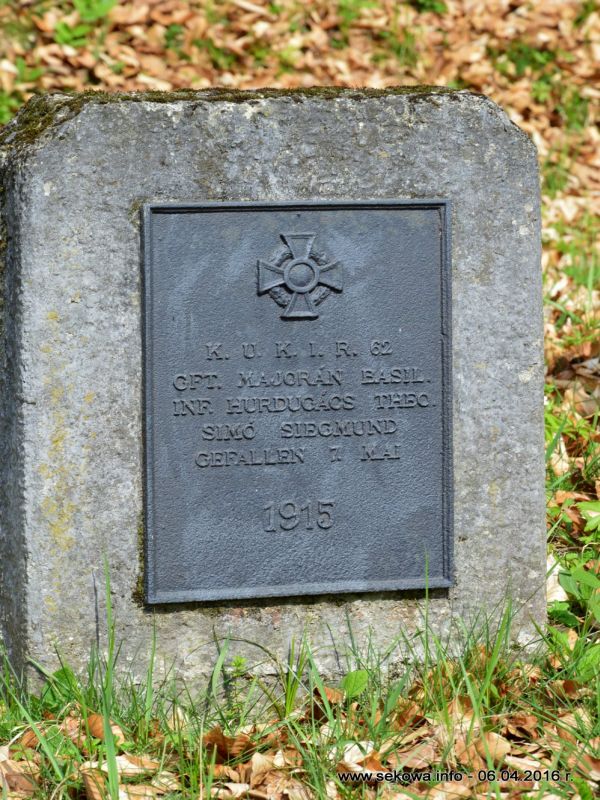 K. U. K. I. R. 62
GFT. MAJORÁN BASIL.
INF. HURDUGÁCS THEO.
SIMÓ SIEGMUND
GEFALLEN 7. MAI
1915
www.sekowa.info - 06.04.2016 r.